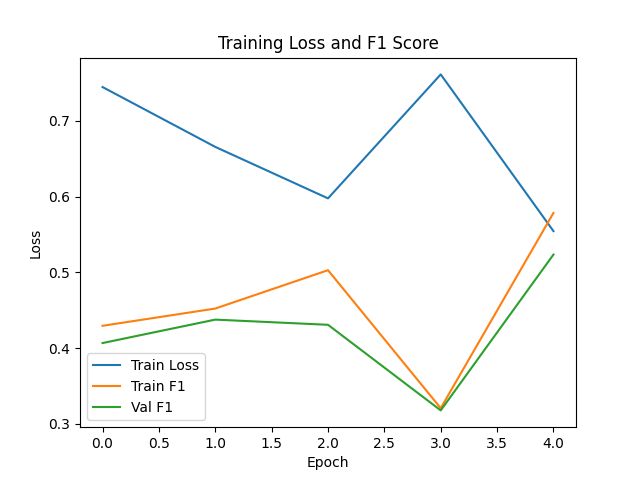 Training Loss and F1 Score
Loss
0.7
0.6
0.5
0.4
0.3
Train Loss
Train F1
Val F1
0.0 0.5 1.0 1.5 2.0 2.5 3.0 3.5 4.0
Epoch